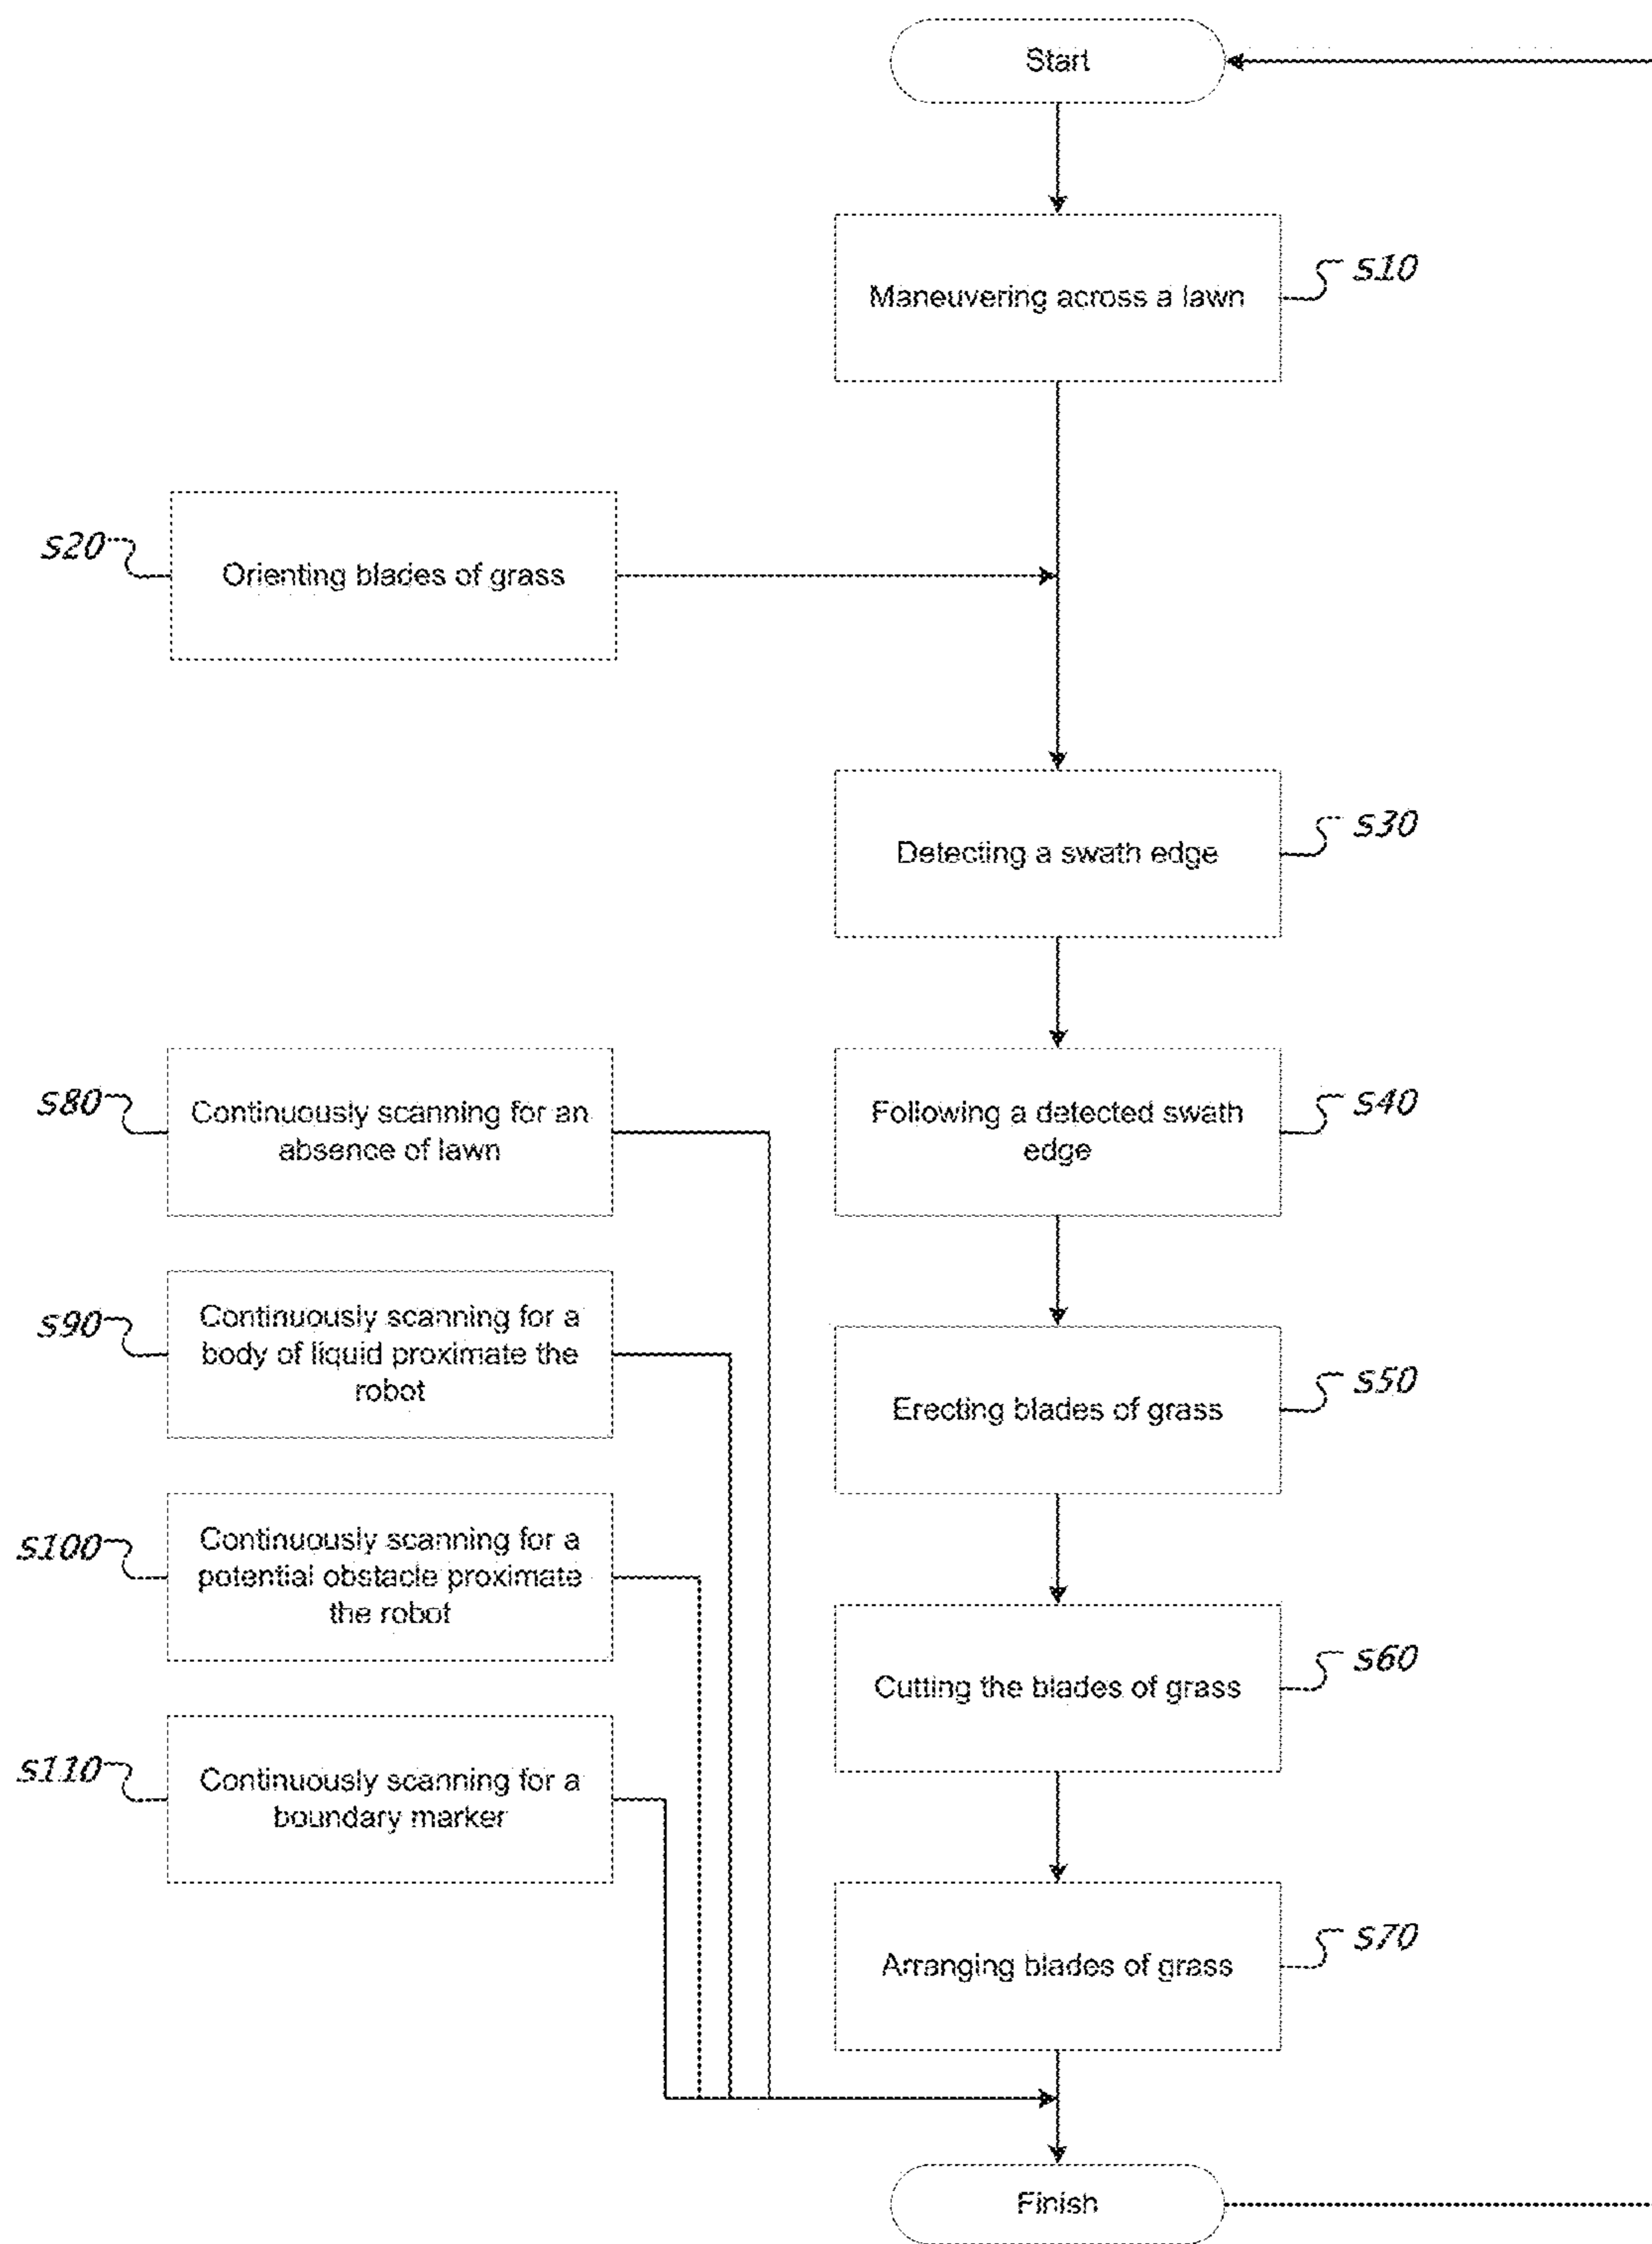 Start
Maneuvering across a lawn
S10
S20
Orienting blades of grass
Detecting a swath edge
S30
S80
Continuously scanning for an
absence of lawn
Following a detected swath
edge
S40
S90
Continuously scanning for a
body of liquid proximate the
robot
Erecting blades of grass
S50
S100
Continuously scanning for a
potential obstacle proximate
the robot
Cutting the blades of grass
S60
S110
Continuously scanning for a
boundary marker
Arranging blades of grass
S70
Finish